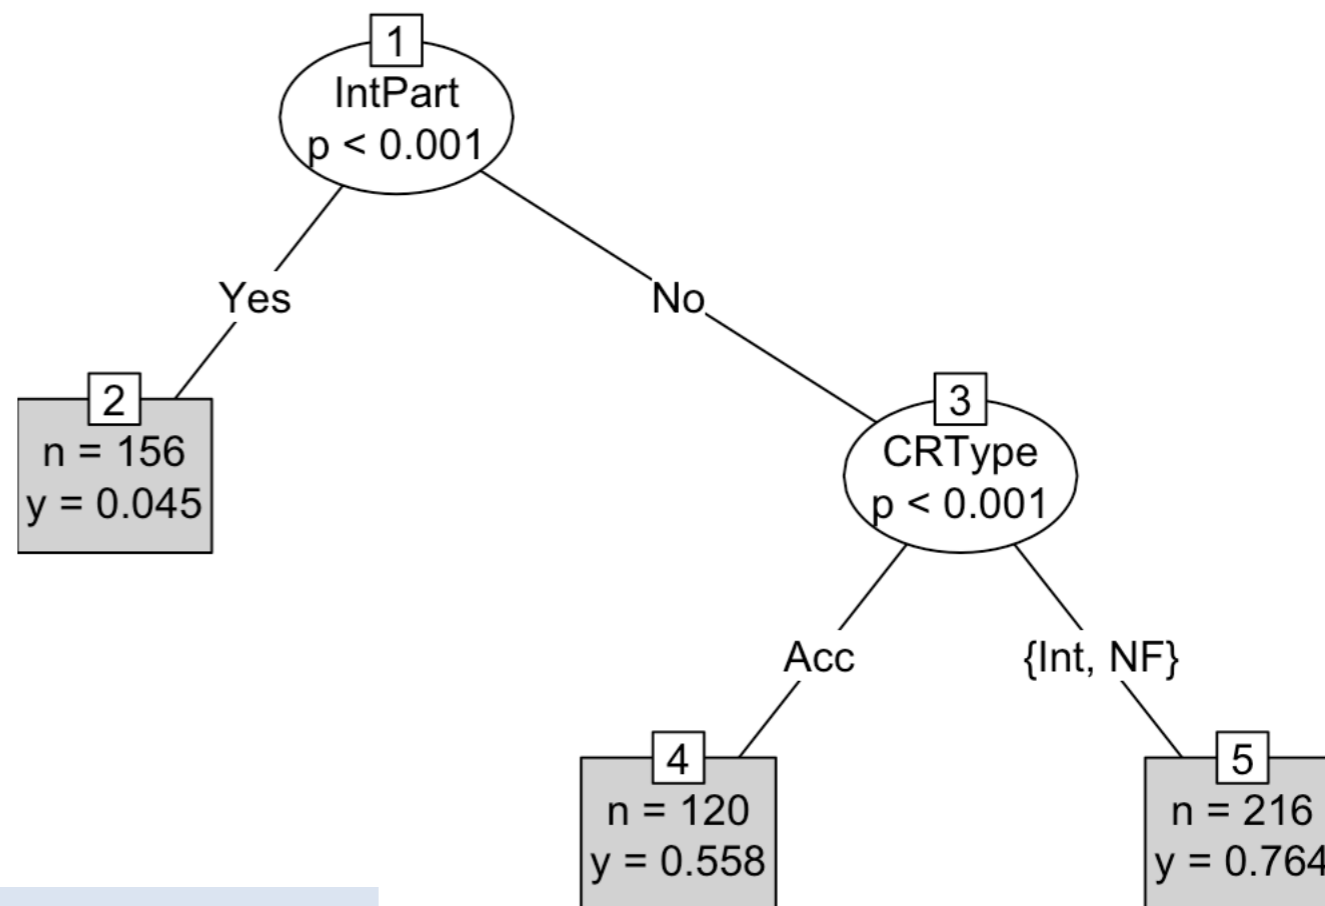 1
IntPart
p < 0.001
Yes
No
2
n = 156
y = 0.045
3
CRType
p < 0.001
Acc
{Int, NF}
4
n = 120
y = 0.558
5
n = 216
y = 0.764